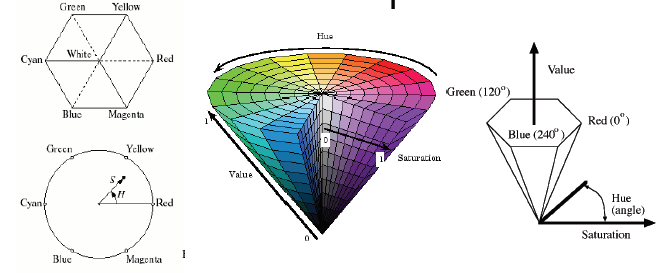 Green Yellow
Cyan White Red
Blue Magenta
Green Yellow
S
H
Cyan Red
Blue Magenta
Hue
1
0
1 Saturation
Value
0
Value
Green (120°)
Red (0°)
Blue (240°)
Hue
(angle)
Saturation